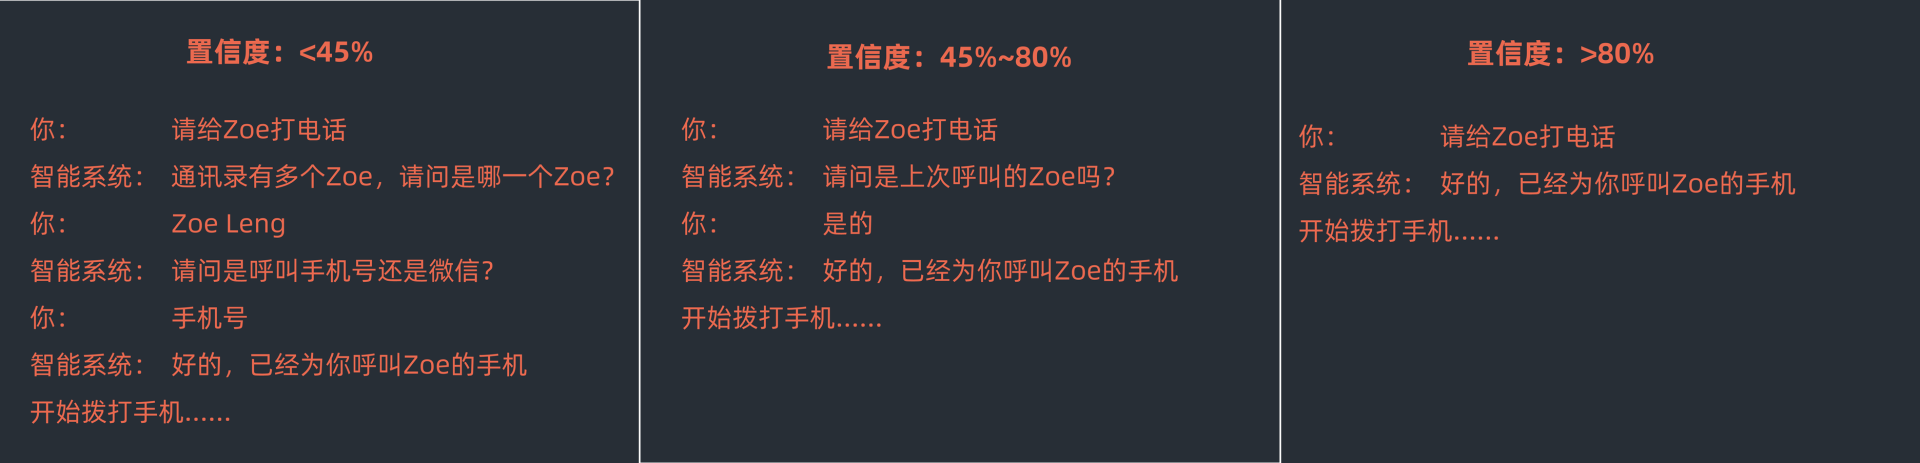 置信度：<45%
你： 请给Zoe打电话
智能系统： 通讯录有多个Zoe，请问是哪一个Zoe？
你： Zoe Leng
智能系统： 请问是呼叫手机号还是微信？
你： 手机号
智能系统： 好的，已经为你呼叫Zoe的手机
开始拨打手机……
置信度：45%~80%
你： 请给Zoe打电话
智能系统： 请问是上次呼叫的Zoe吗？
你： 是的
智能系统： 好的，已经为你呼叫Zoe的手机
开始拨打手机……
置信度：>80%
你： 请给Zoe打电话
智能系统： 好的，已经为你呼叫Zoe的手机
开始拨打手机……